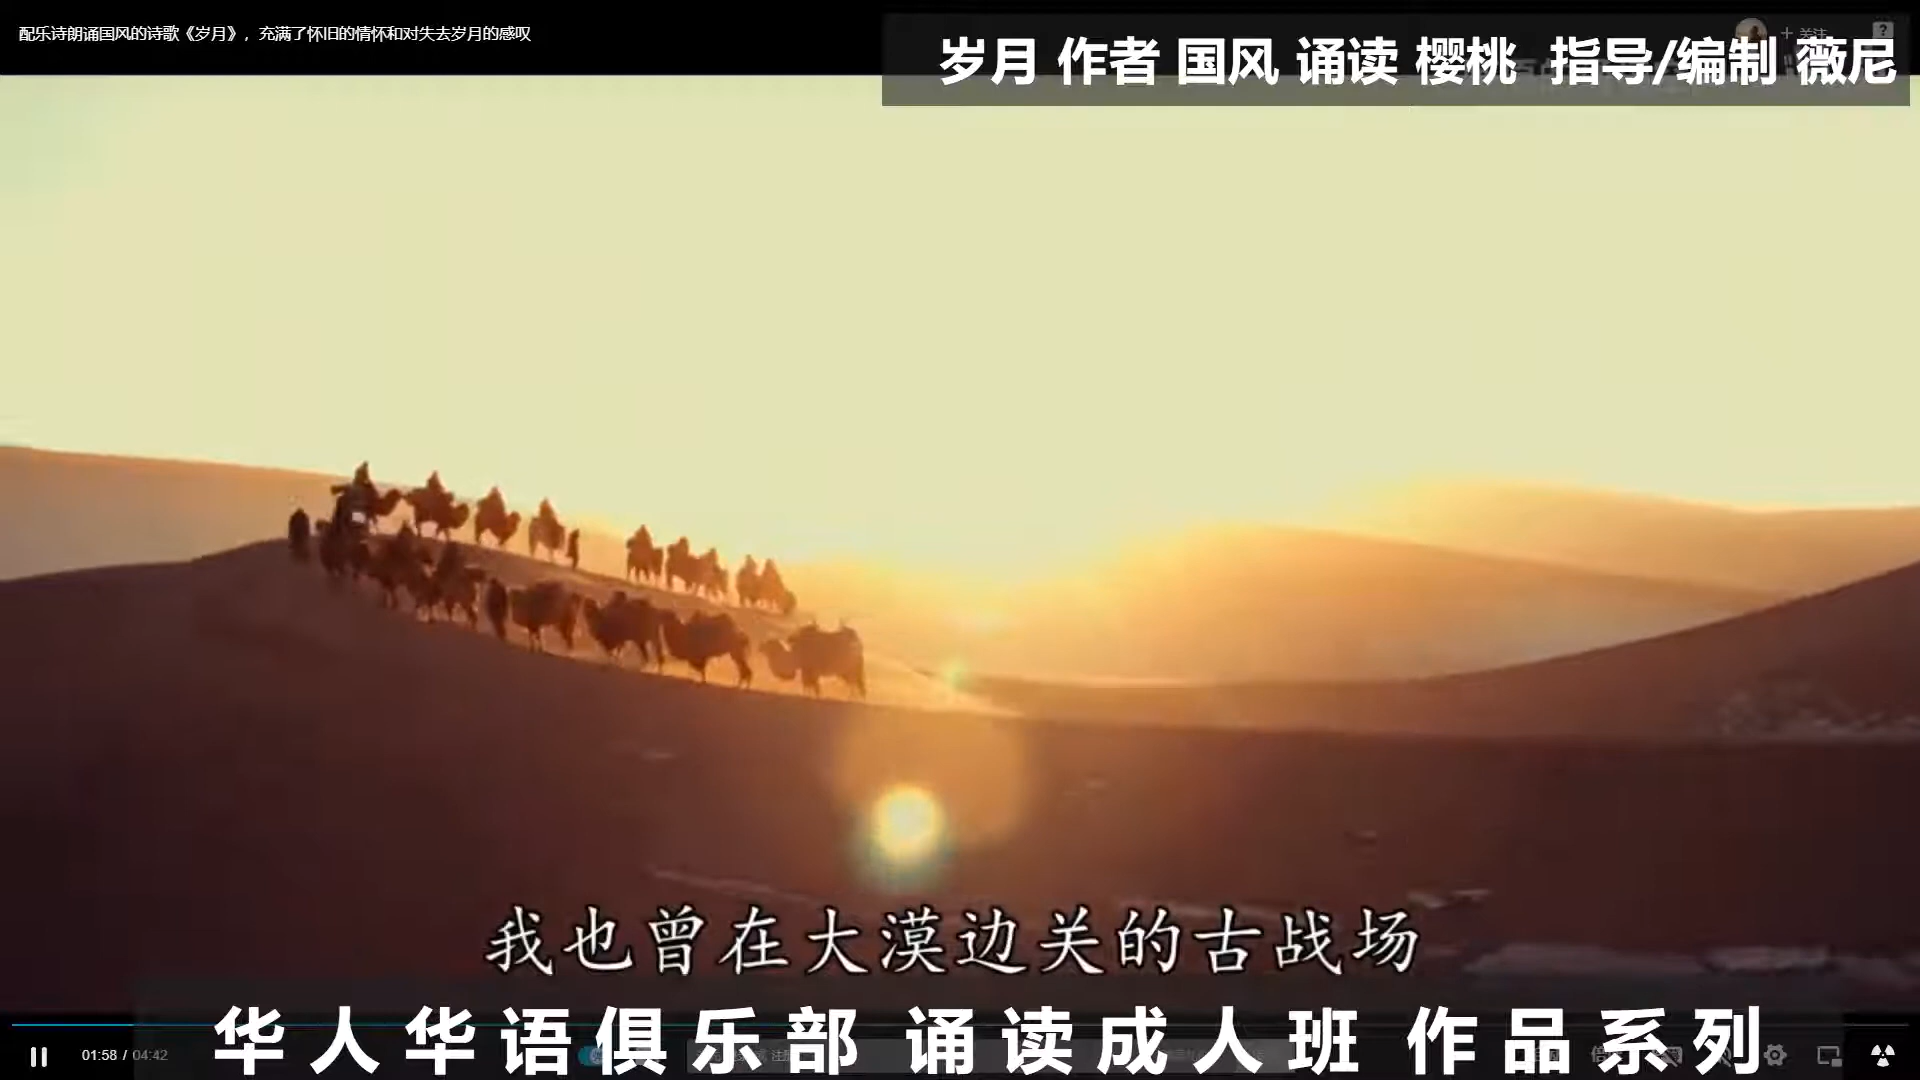 配乐诗朗诵国风的诗歌《岁月》，充满了怀旧的情怀和对失去岁月的感叹
+ 关注
岁月 作者 国风 诵读 樱桃 指导/编制 薇尼
我也曾在大漠边关的古战场
华人华语俱乐部 诵读成人班 作品系列
01:58 / 04:42